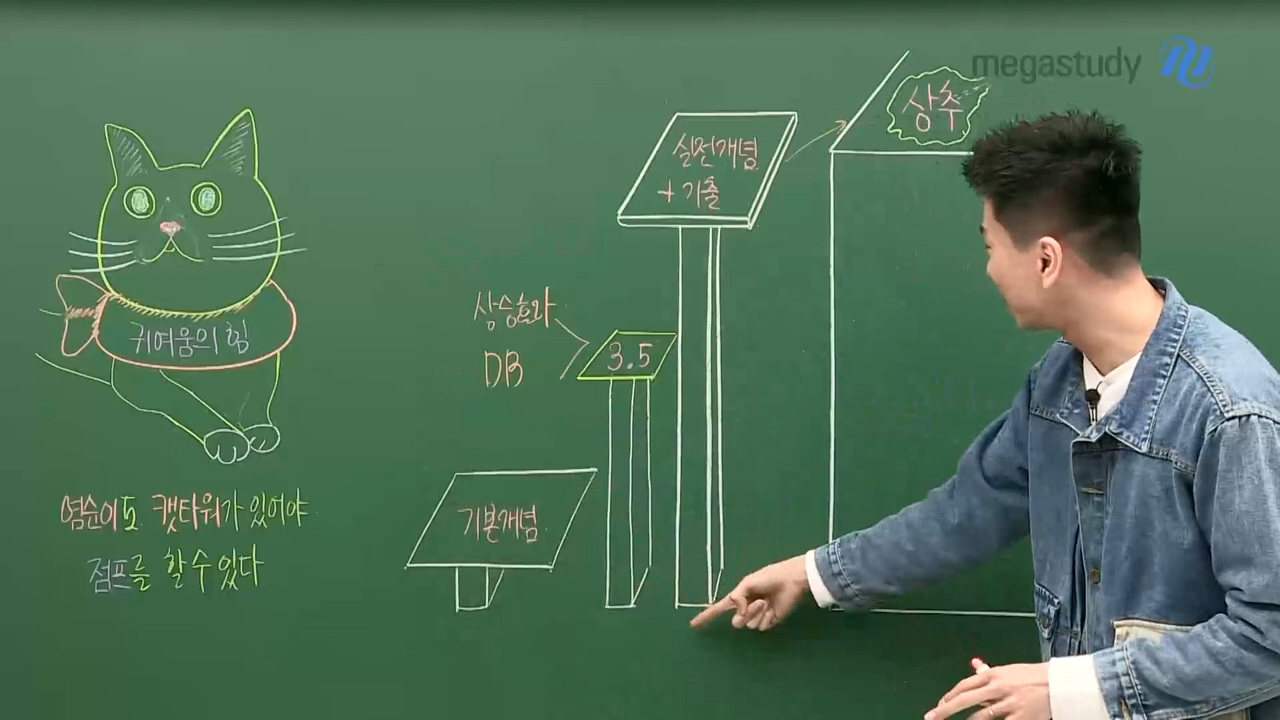 megastudy
상추
실전개념
+ 기출
상승효과
3.5
DB
귀여움의 힘
기본개념
염순이도 캣타워가 있어야
점프를 할 수 있다